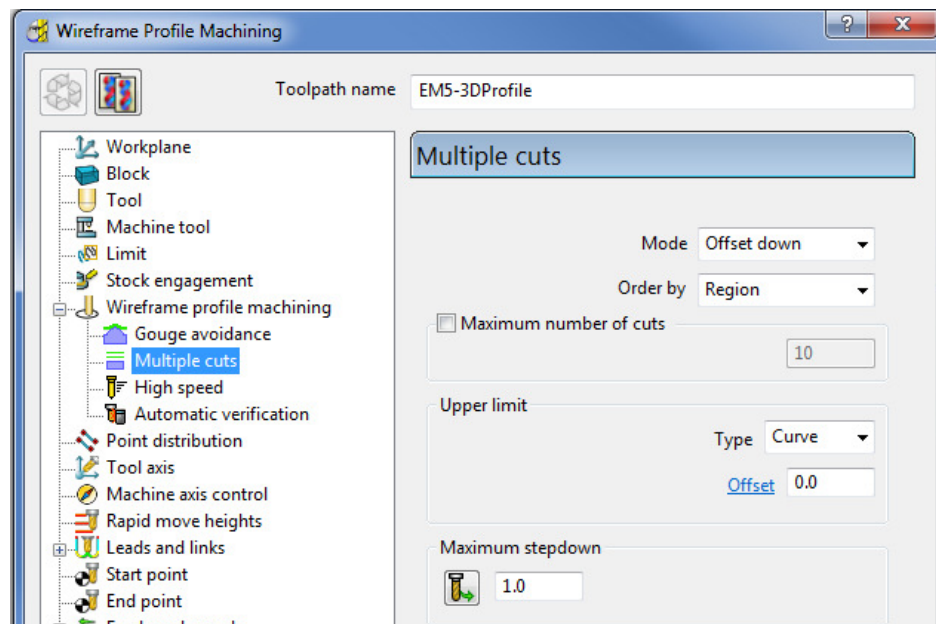 Wireframe Profile Machining
Toolpath name EM5-3DProfile
Workplane
Block
Tool
Machine tool
Limit
Stock engagement
Wireframe profile machining
Gouge avoidance
Multiple cuts
High speed
Automatic verification
Point distribution
Tool axis
Machine axis control
Rapid move heights
Leads and links
Start point
End point
Multiple cuts
Mode Offset down
Order by Region
Maximum number of cuts
10
Upper limit
Type Curve
Offset 0.0
Maximum stepdown
1.0